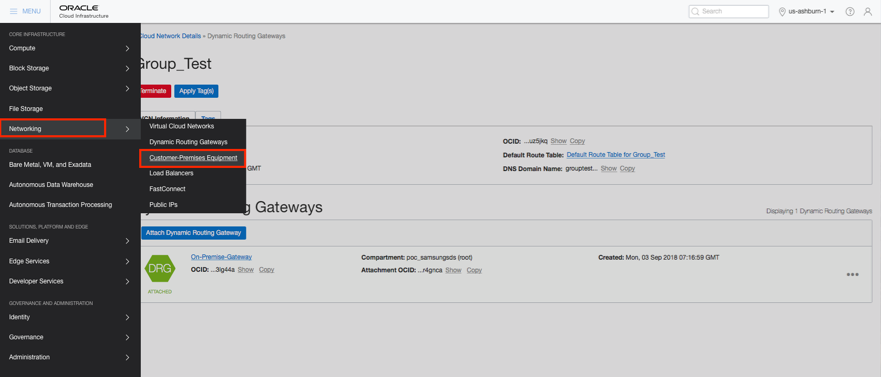 MENU
ORACLE
Cloud Infrastructure
Search
us-ashburn-1
CORE INFRASTRUCTURE
Compute
Block Storage
Object Storage
File Storage
Networking
DATABASE
Bare Metal, VM, and Exadata
Autonomous Data Warehouse
Autonomous Transaction Processing
SOLUTIONS, PLATFORM AND EDGE
Email Delivery
Edge Services
Developer Services
GOVERNANCE AND ADMINISTRATION
Identity
Governance
Administration
Virtual Cloud Networks
Dynamic Routing Gateways
Customer-Premises Equipment
Load Balancers
FastConnect
Public IPs
Cloud Network Details » Dynamic Routing Gateways
Group_Test
Terminate Apply Tag(s)
VCN Information Tags
GMT
OCID: ...uz5jkq Show Copy
Default Route Table: Default Route Table for Group_Test
DNS Domain Name: grouptest... Show Copy
ng Gateways
Displaying 1 Dynamic Routing Gateways
Attach Dynamic Routing Gateway
DRG
ATTACHED
On-Premise-Gateway
OCID: ...3lg44a Show Copy
Compartment: poc_samsungsds (root)
Attachment OCID: ...r4gnca Show Copy
Created: Mon, 03 Sep 2018 07:16:59 GMT